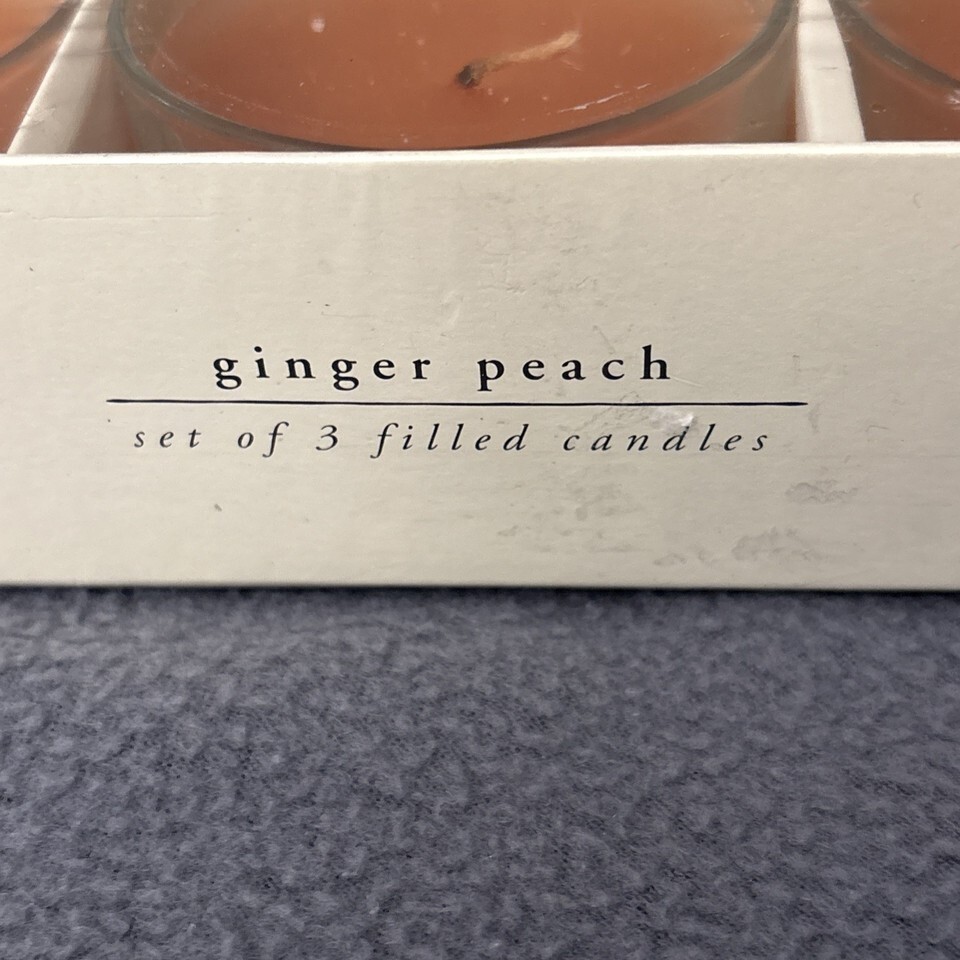 ginger peach
set of 3 filled candles